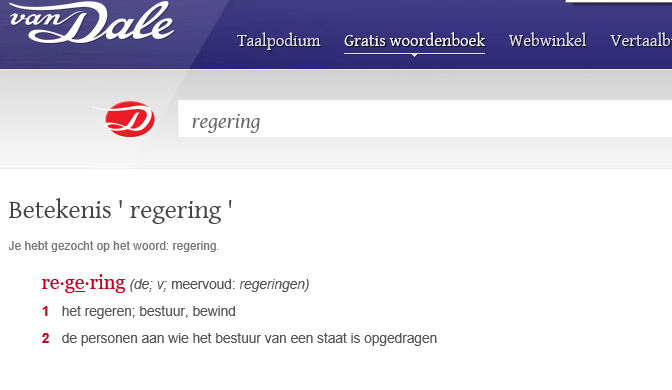 van Dale
Taalpodium Gratis woordenboek Webwinkel
D regering
Betekenis ' regering '
Je hebt gezocht op het woord: regering.
re·ge·ring (de; v; meervoud: regeringen)
1 het regeren; bestuur, bewind
2 de personen aan wie het bestuur van een staat is opgedragen